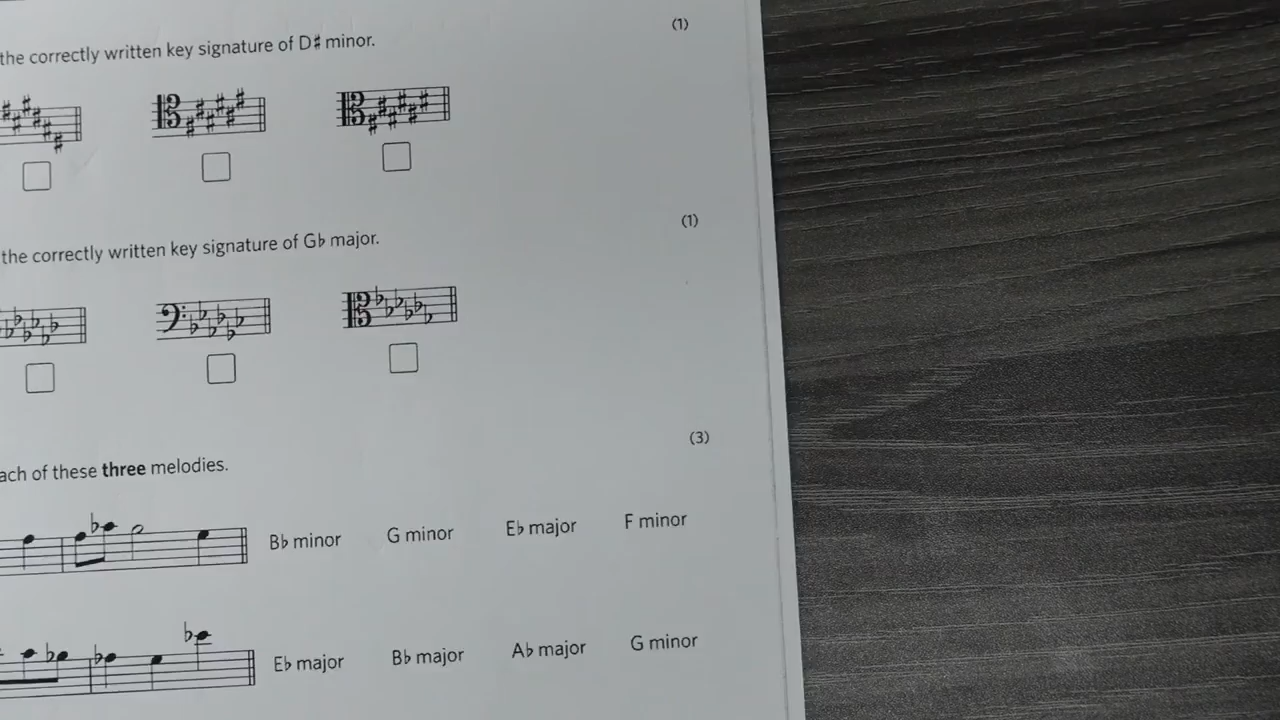 (1)
the correctly written key signature of D♯ minor.
(1)
the correctly written key signature of G♭ major.
(3)
of these three melodies.
B♭ minor G minor E♭ major F minor
E♭ major B♭ major A♭ major G minor